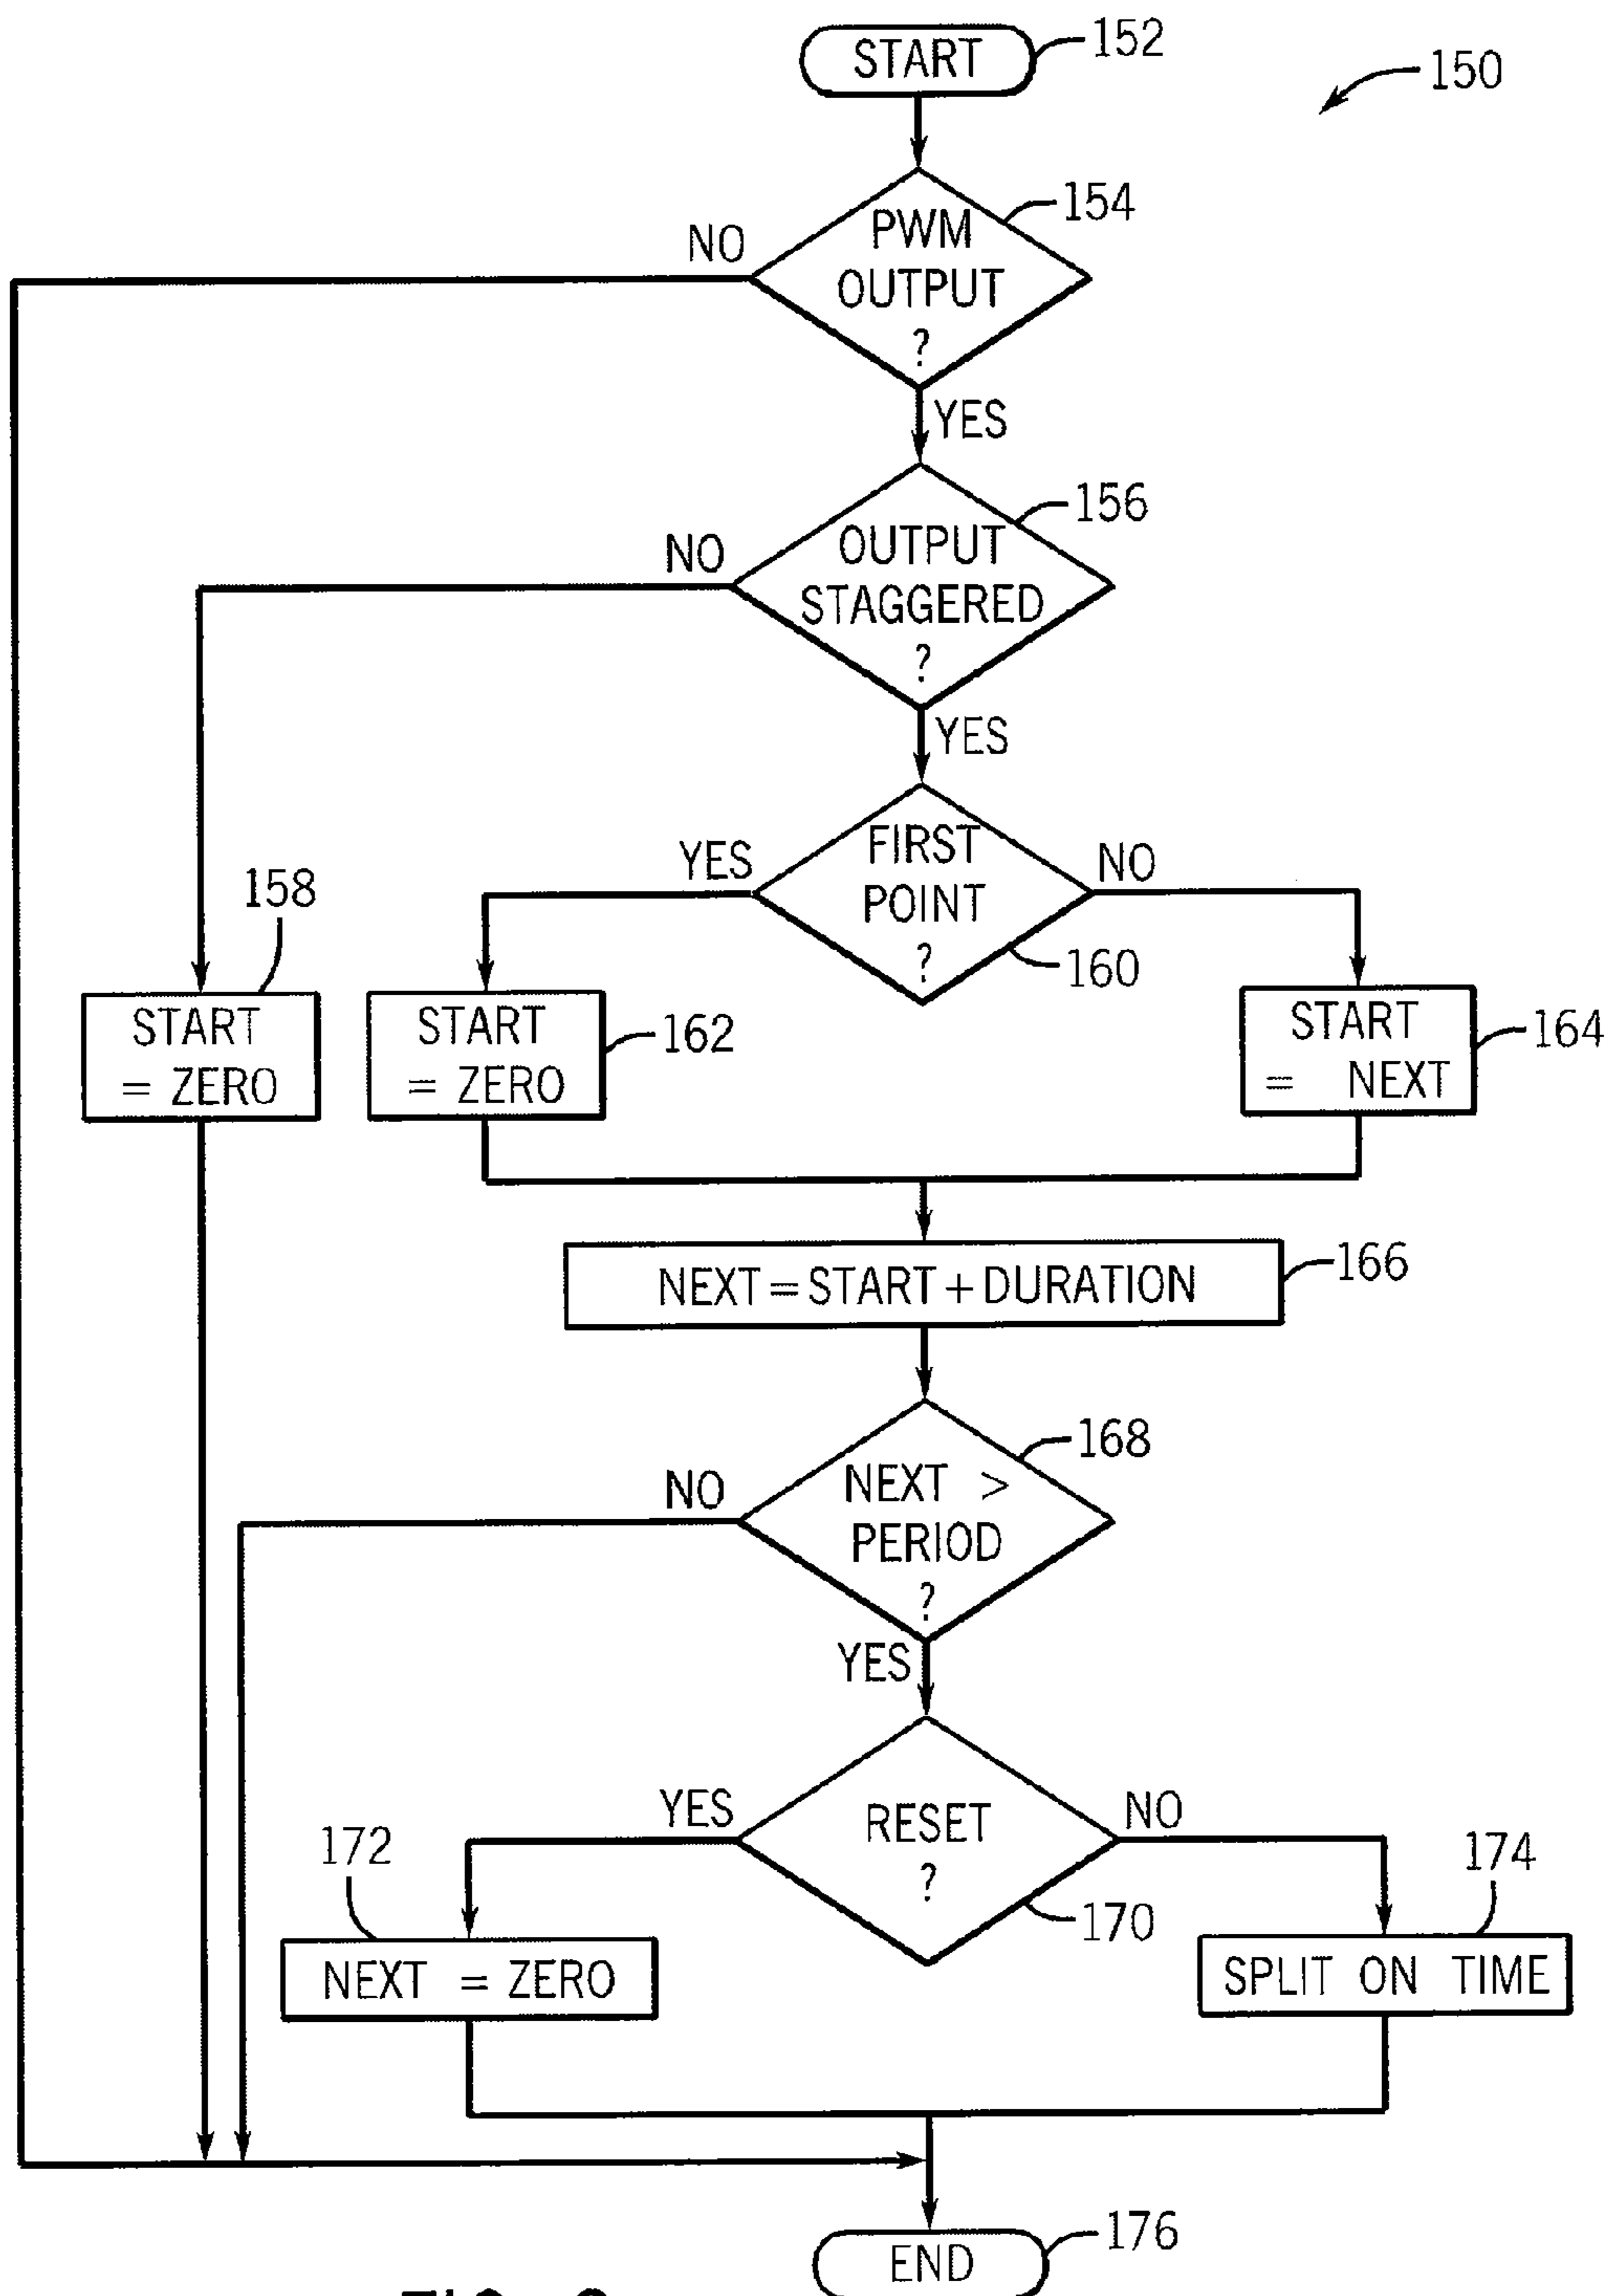 START
152
150
154
PWM
OUTPUT
?
NO
YES
156
OUTPUT
STAGGERED
?
NO
YES
FIRST
POINT
?
YES
NO
160
158
START
= ZERO
START
= ZERO
162
START
= NEXT
164
NEXT = START + DURATION
166
168
NEXT >
PERIOD
?
NO
YES
RESET
?
YES
NO
170
172
NEXT = ZERO
174
SPLIT ON TIME
END
176